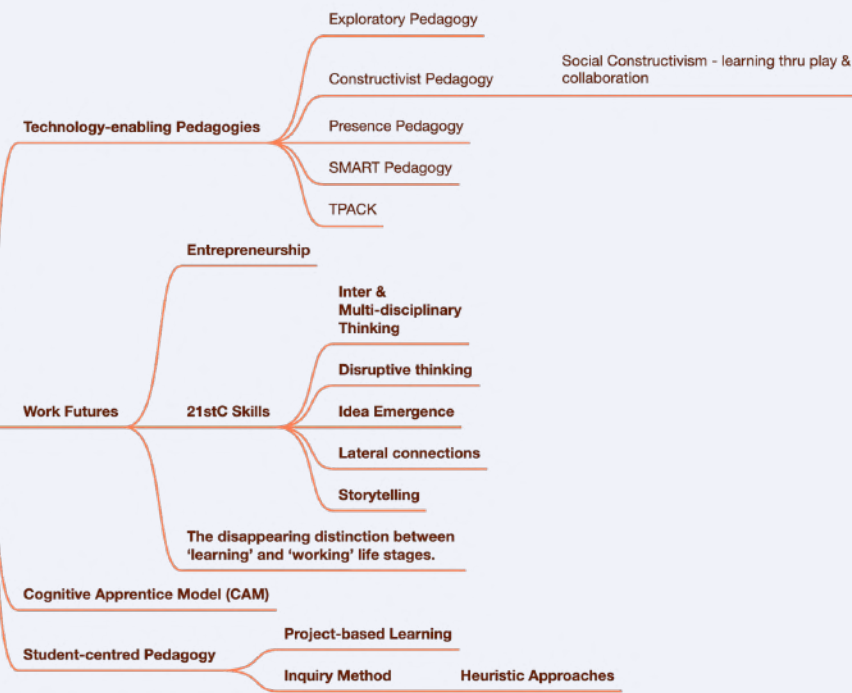 Exploratory Pedagogy
Social Constructivism - learning thru play &
collaboration
Constructivist Pedagogy
Technology-enabling Pedagogies
Presence Pedagogy
SMART Pedagogy
TPACK
Entrepreneurship
Inter &
Multi-disciplinary
Thinking
Disruptive thinking
Work Futures
21stC Skills
Idea Emergence
Lateral connections
Storytelling
The disappearing distinction between
‘learning’ and ‘working’ life stages.
Cognitive Apprentice Model (CAM)
Student-centred Pedagogy
Project-based Learning
Inquiry Method
Heuristic Approaches